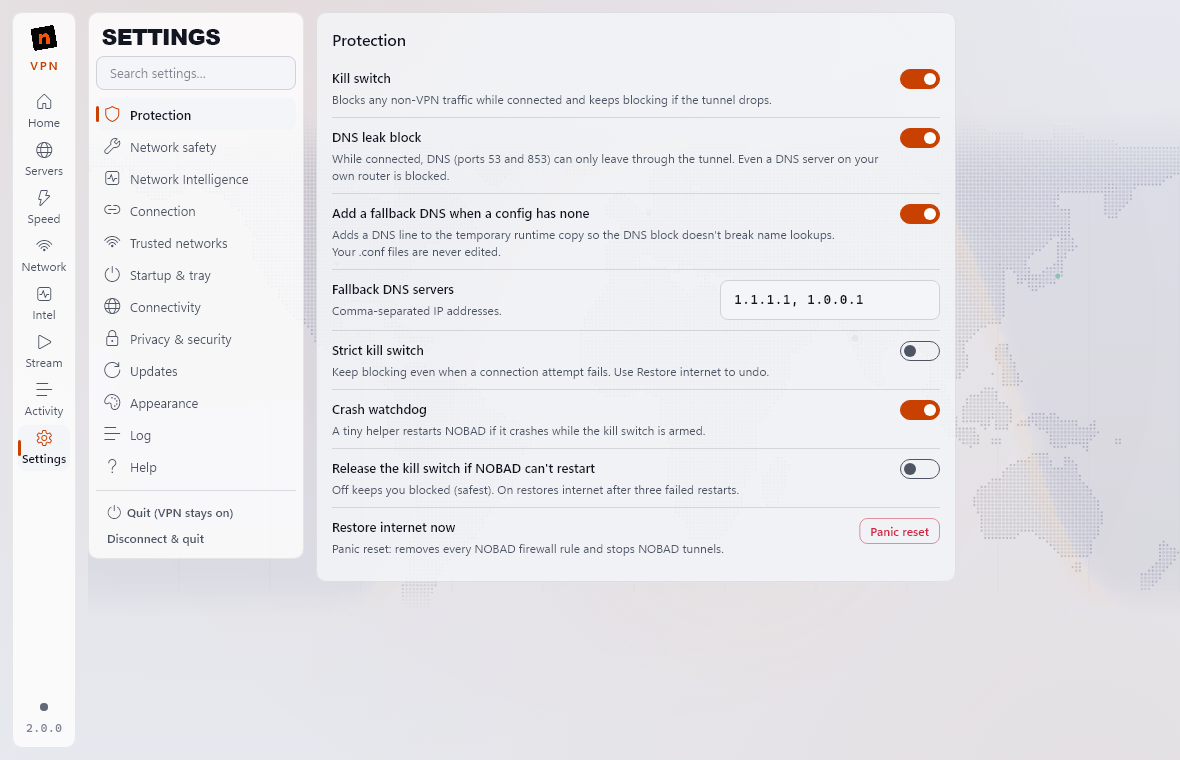 n
VPN
Home
Servers
Speed
Network
Intel
Stream
Activity
Settings
2.0.0
SETTINGS
Search settings...
Protection
Network safety
Network Intelligence
Connection
Trusted networks
Startup & tray
Connectivity
Privacy & security
Updates
Appearance
Log
Help
Quit (VPN stays on)
Disconnect & quit
Protection
Kill switch
Blocks any non-VPN traffic while connected and keeps blocking if the tunnel drops.
DNS leak block
While connected, DNS (ports 53 and 853) can only leave through the tunnel. Even a DNS server on your
own router is blocked.
Add a fallback DNS when a config has none
Adds a DNS line to the temporary runtime copy so the DNS block doesn't break name lookups.
Your files are never edited.
Fallback DNS servers
1.1.1.1, 1.0.0.1
Comma-separated IP addresses.
Strict kill switch
Keep blocking even when connection fails. Use Panic reset to undo.
Crash watchdog
helper restarts NOBAD if it crashes while the kill switch is armed.
Release the kill switch if NOBAD can't restart
Off keeps you blocked (safest). On restores internet after three failed restarts.
Restore internet now
Panic reset
Panic reset removes every NOBAD firewall rule and stops NOBAD tunnels.